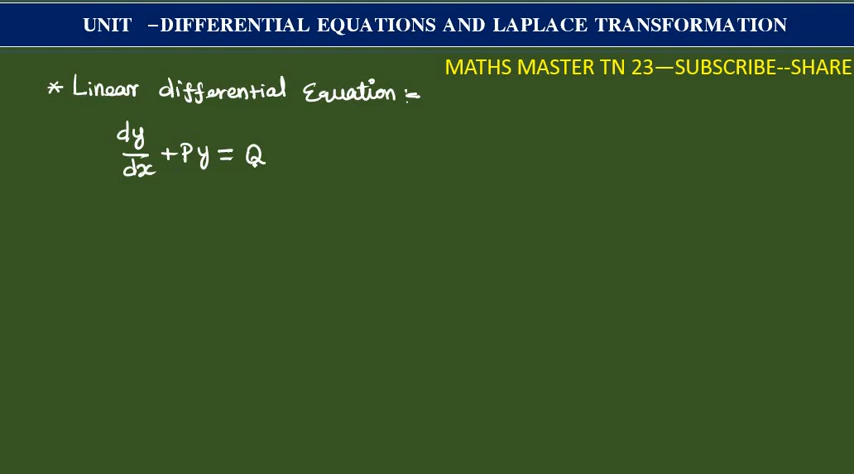 UNIT –DIFFERENTIAL EQUATIONS AND LAPLACE TRANSFORMATION
MATHS MASTER TN 23—SUBSCRIBE--SHARE
* Linear differential Equation :-
dy/dx + Py = Q